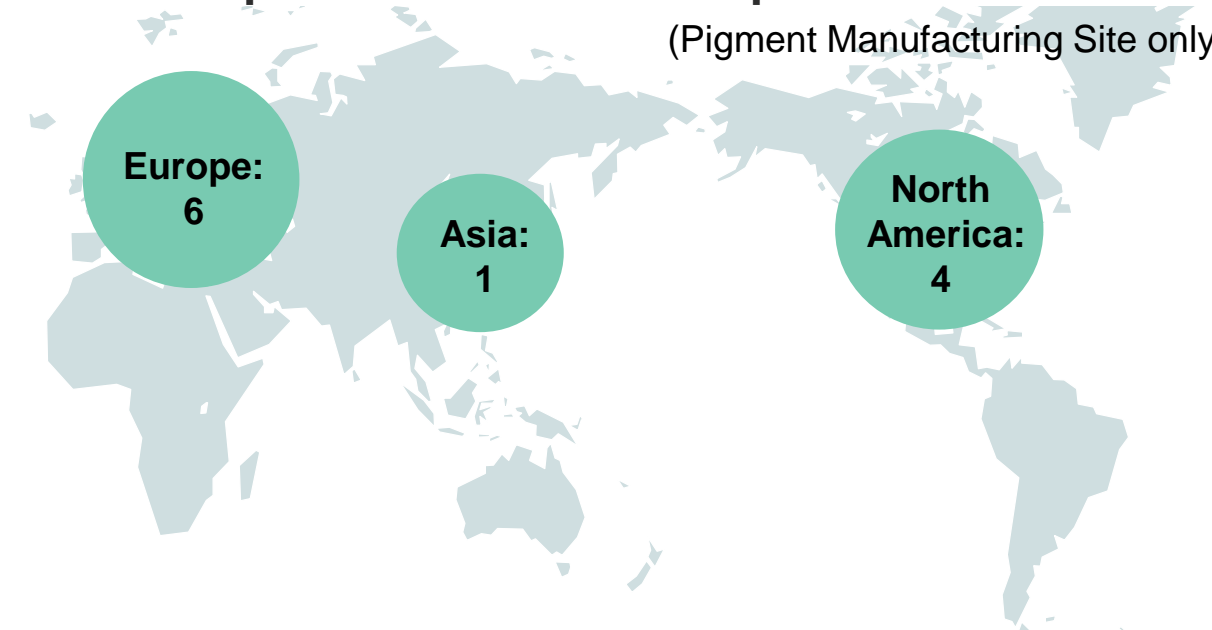 (Pigment Manufacturing Site only
Europe:
6
Asia:
1
North
America:
4